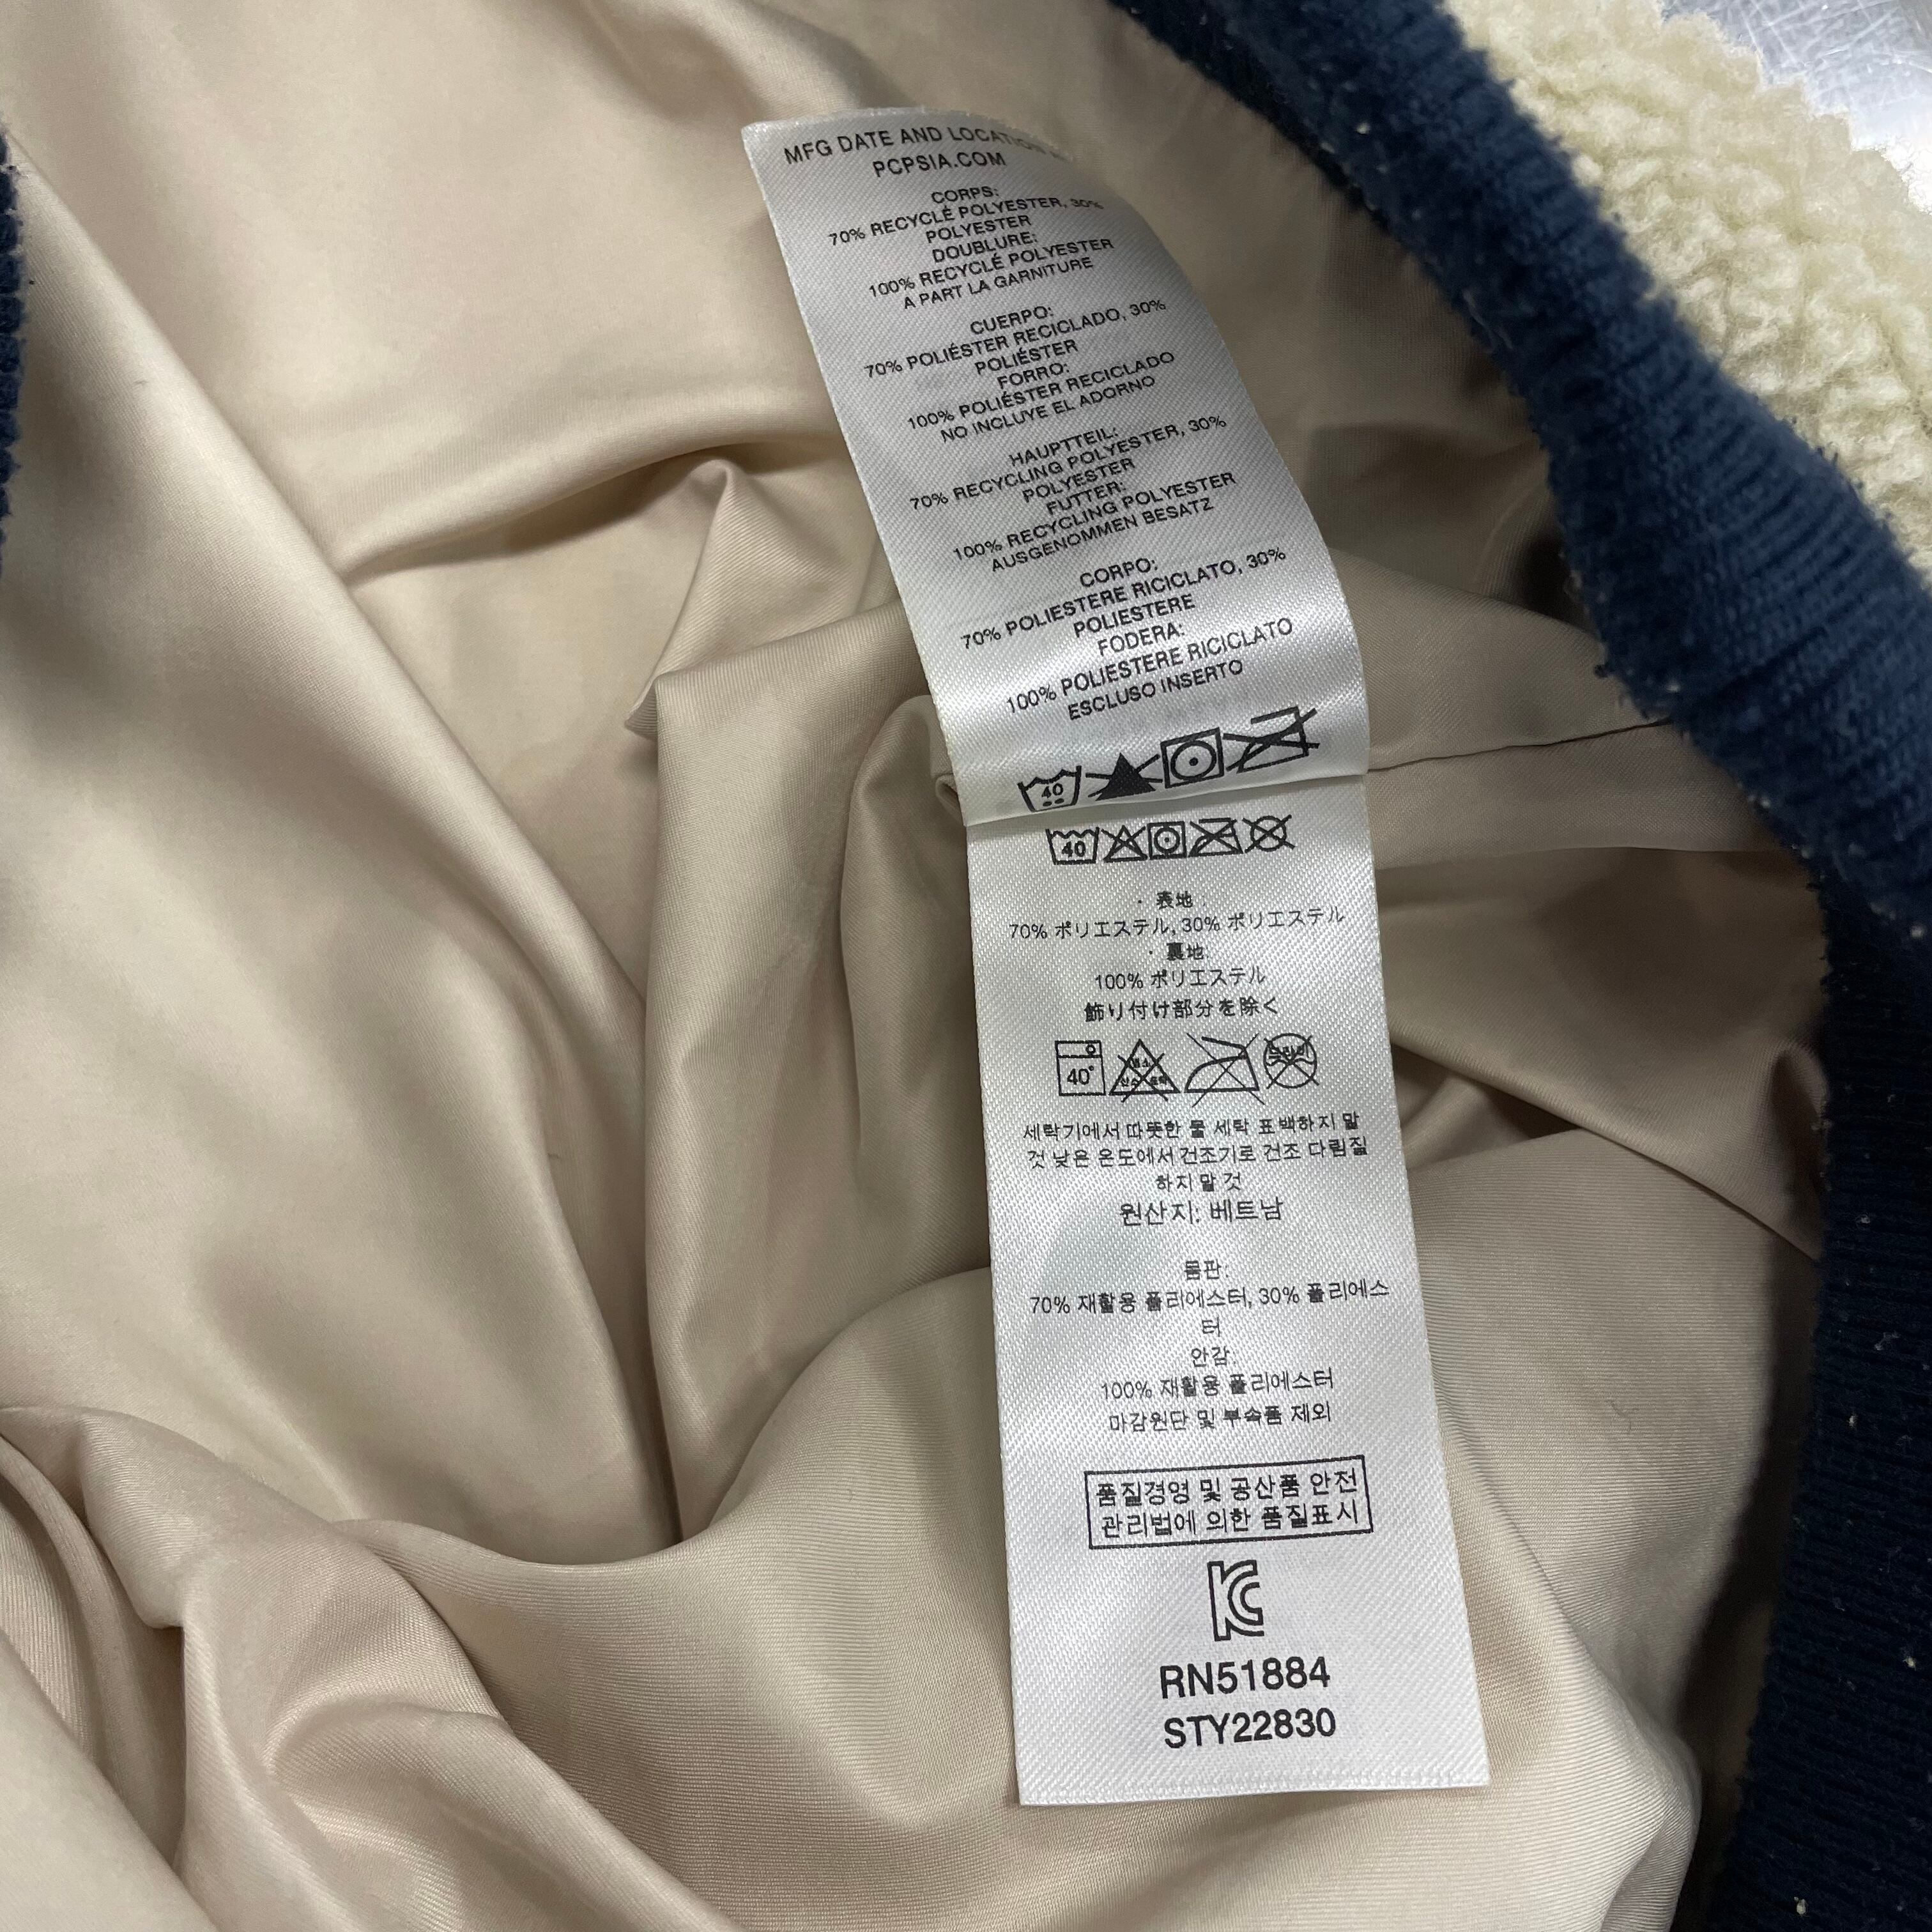 MFG DATE AND LOCATION
PCPSIA.COM
CORPS:
70% RECYCLÉ POLYESTER, 30%
POLYESTER
DOUBLURE:
100% RECYCLÉ POLYESTER
A PART LA GARNITURE
CUERPO:
70% POLIÉSTER RECICLADO, 30%
POLIÉSTER
FORRO:
100% POLIÉSTER RECICLADO
NO INCLUYE EL ADORNO
HAUPTTEIL:
70% RECYCLING POLYESTER, 30%
POLYESTER
FUTTER:
100% RECYCLING POLYESTER
AUSGENOMMEN BESATZ
CORPO:
70% POLIESTERE RICICLATO, 30%
POLIESTERE
FODERA:
100% POLIESTERE RICICLATO
ESCLUSO INSERTO
40
40
・ 表地
70% ポリエステル, 30% ポリエステル
・ 裏地:
100% ポリエステル
飾り付け部分を除く
40°
세탁기에서 따뜻한 물 세탁 표백하지 말
것 낮은 온도에서 건조기로 건조 다림질
하지 말 것
원산지: 베트남
몸판:
70% 재활용 폴리에스터, 30% 폴리에스
터
안감:
100% 재활용 폴리에스터
마감원단 및 부속품 제외
품질경영 및 공산품 안전
관리법에 의한 품질표시
KC
RN51884
STY22830